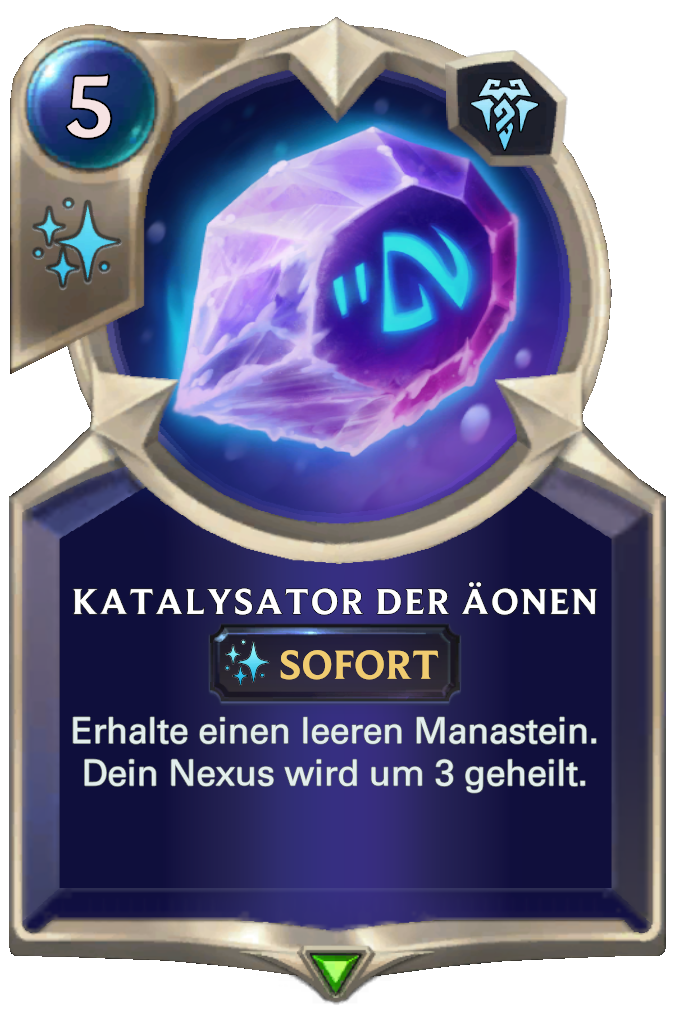 5
KATALYSATOR DER ÄONEN
SOFORT
Erhalte einen leeren Manastein.
Dein Nexus wird um 3 geheilt.